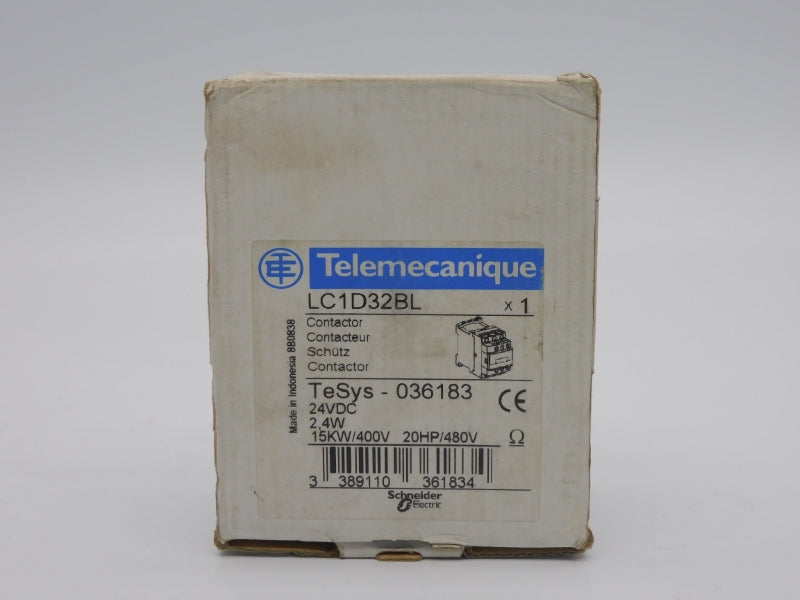 Telemecanique
LC1D32BL x 1
Contactor
Contacteur
Schütz
Contactor
Made in Indonesia 8B0838
TeSys - 036183
CE
24VDC
2,4W
15KW/400V 20HP/480V Ω
3 389110 361834
Schneider
Electric